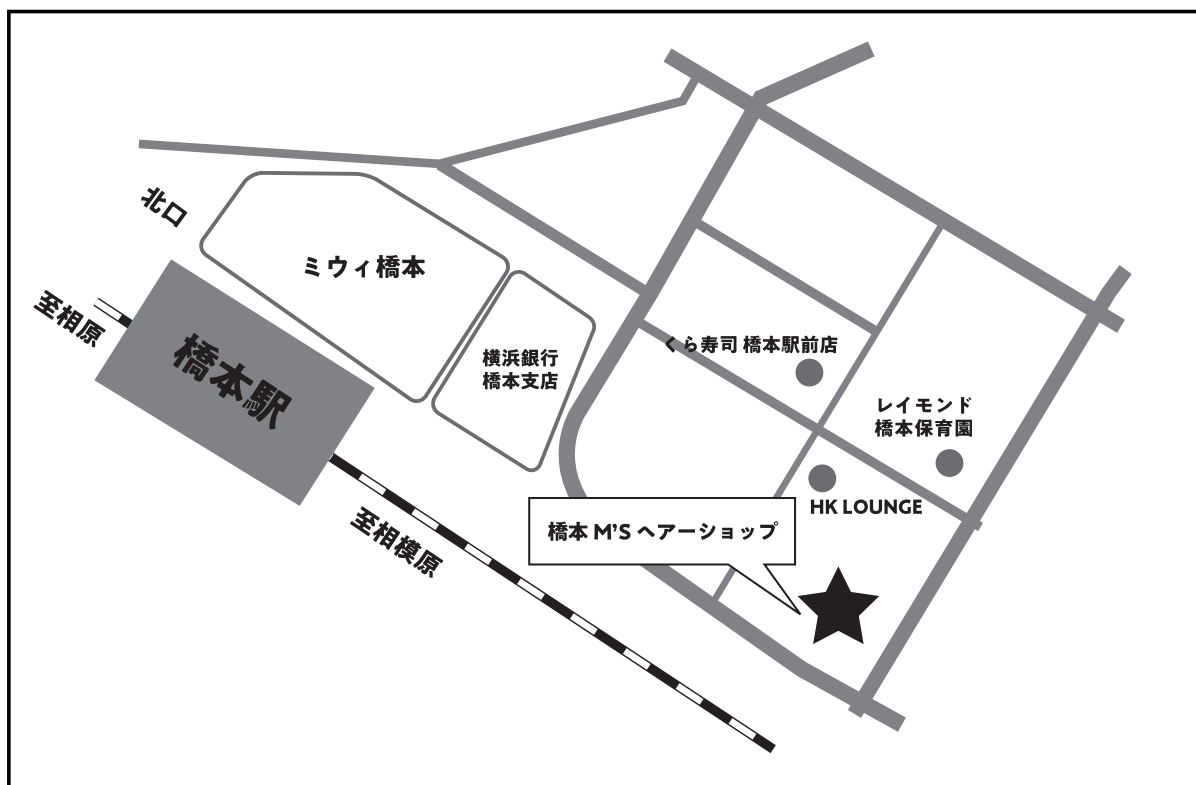 北口
ミウィ橋本
至相原
橋本駅
横浜銀行
橋本支店
くら寿司 橋本駅前店
レイモンド
橋本保育園
HK LOUNGE
橋本 M'S ヘアーショップ
至相模原